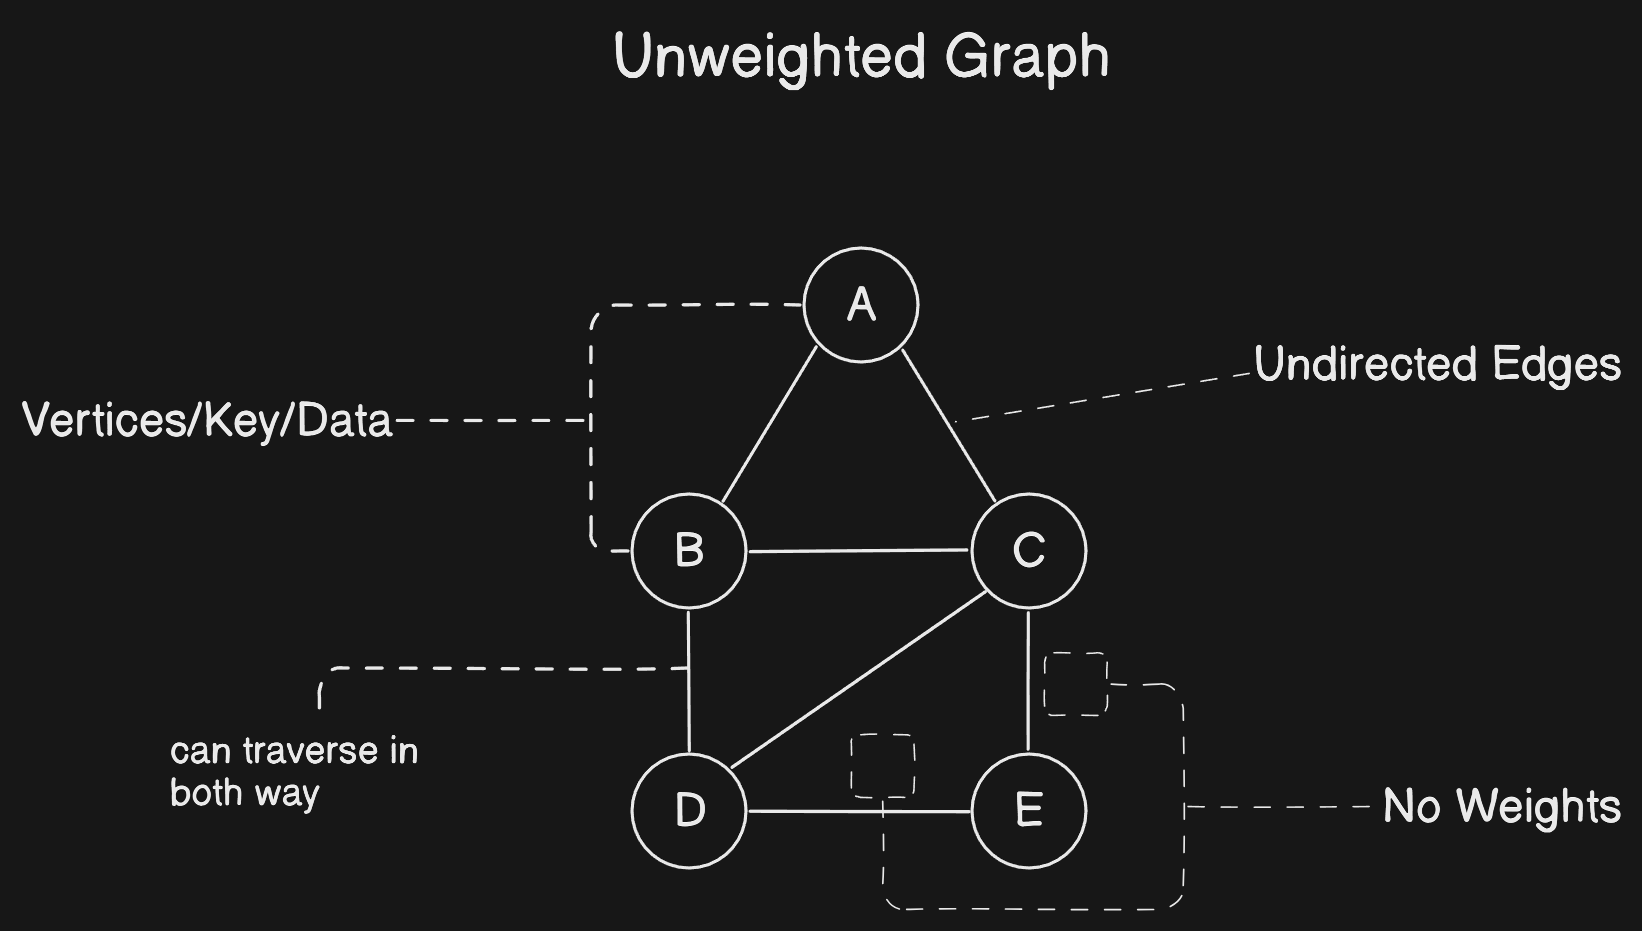 Unweighted Graph
A
Undirected Edges
Vertices/Key/Data
B
C
can traverse in
both way
D
E
No Weights